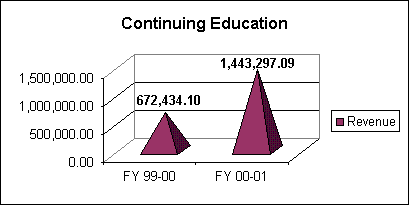 Continuing Education
1,443,297.09
672,434.10
1,500,000.00
1,000,000.00
500,000.00
0.00
Revenue
FY 99-00
FY 00-01